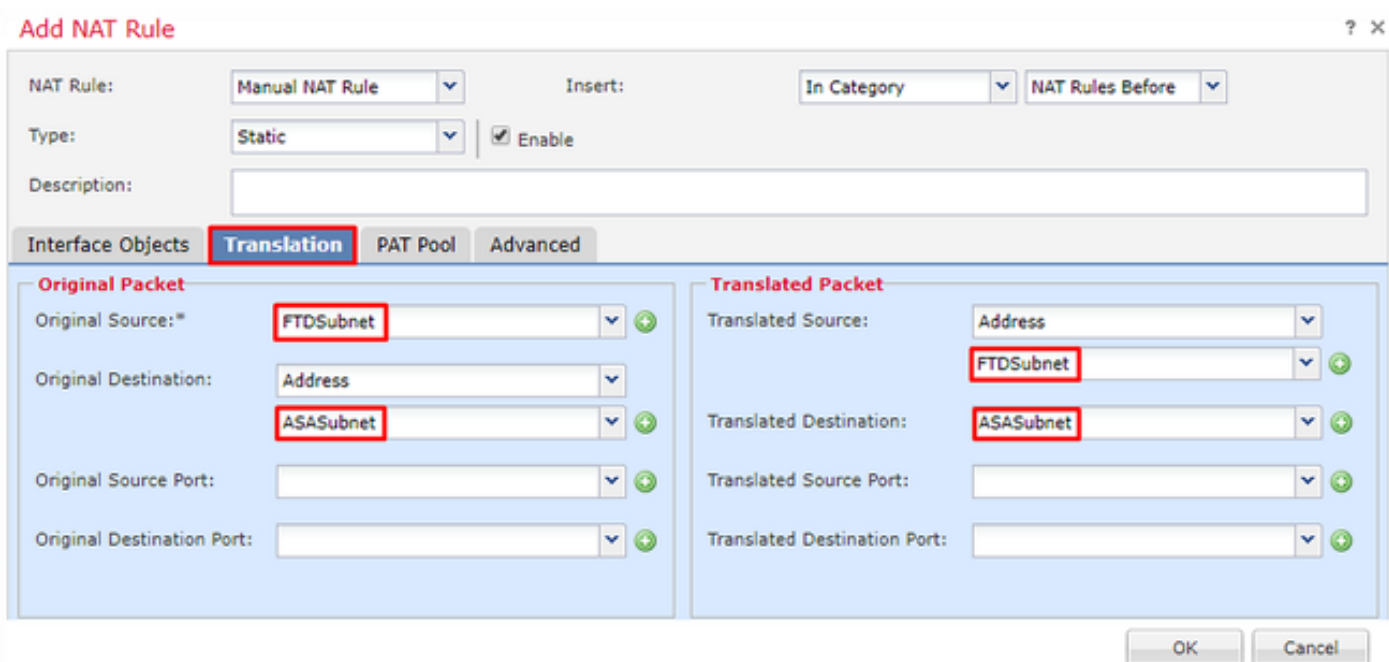 Add NAT Rule ? ×
NAT Rule: Manual NAT Rule Insert: In Category NAT Rules Before
Type: Static Enable
Description:
Interface Objects Translation PAT Pool Advanced
Original Packet
Original Source:* FTDSubnet
Original Destination: Address
ASASubnet
Original Source Port:
Original Destination Port:
Translated Packet
Translated Source: Address
FTDSubnet
Translated Destination: ASASubnet
Translated Source Port:
Translated Destination Port:
OK Cancel